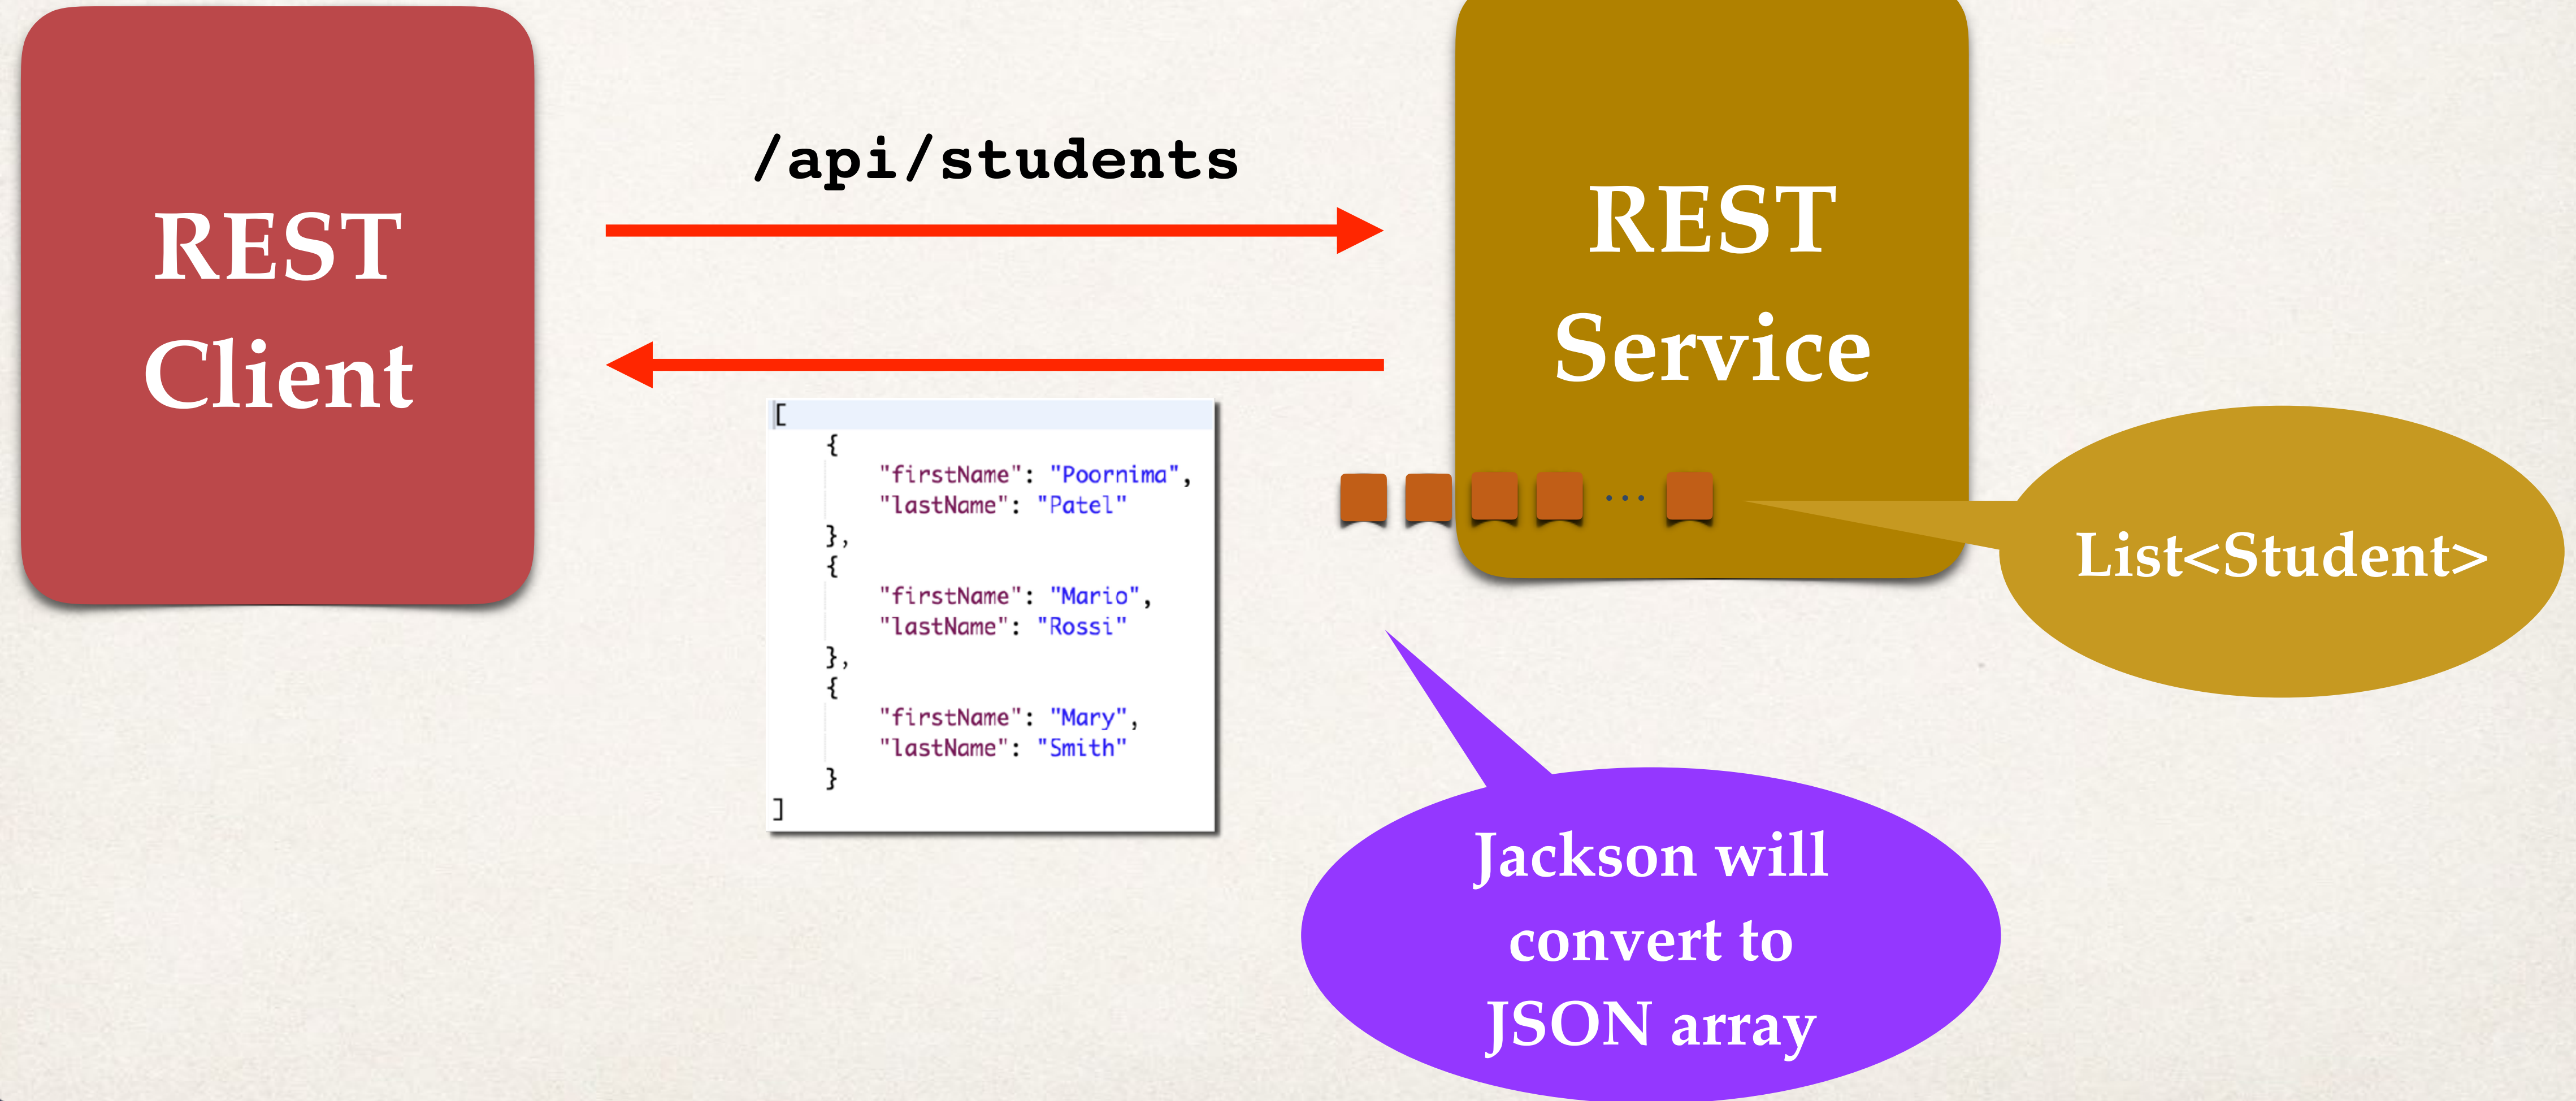 REST
Client
/api/students
REST
Service
[
{
"firstName": "Poornima",
"lastName": "Patel"
},
{
"firstName": "Mario",
"lastName": "Rossi"
},
{
"firstName": "Mary",
"lastName": "Smith"
}
]
...
List<Student>
Jackson will
convert to
JSON array